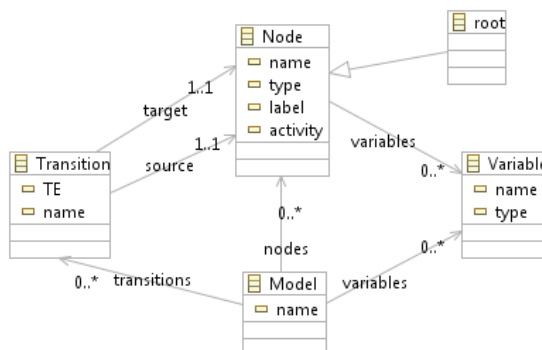 Node
name
type
label
activity
root
1..1
target
1..1
source
Transition
TE
name
variables
0..*
Variable
name
type
0..*
nodes
0..*
variables
0..*
transitions
Model
name